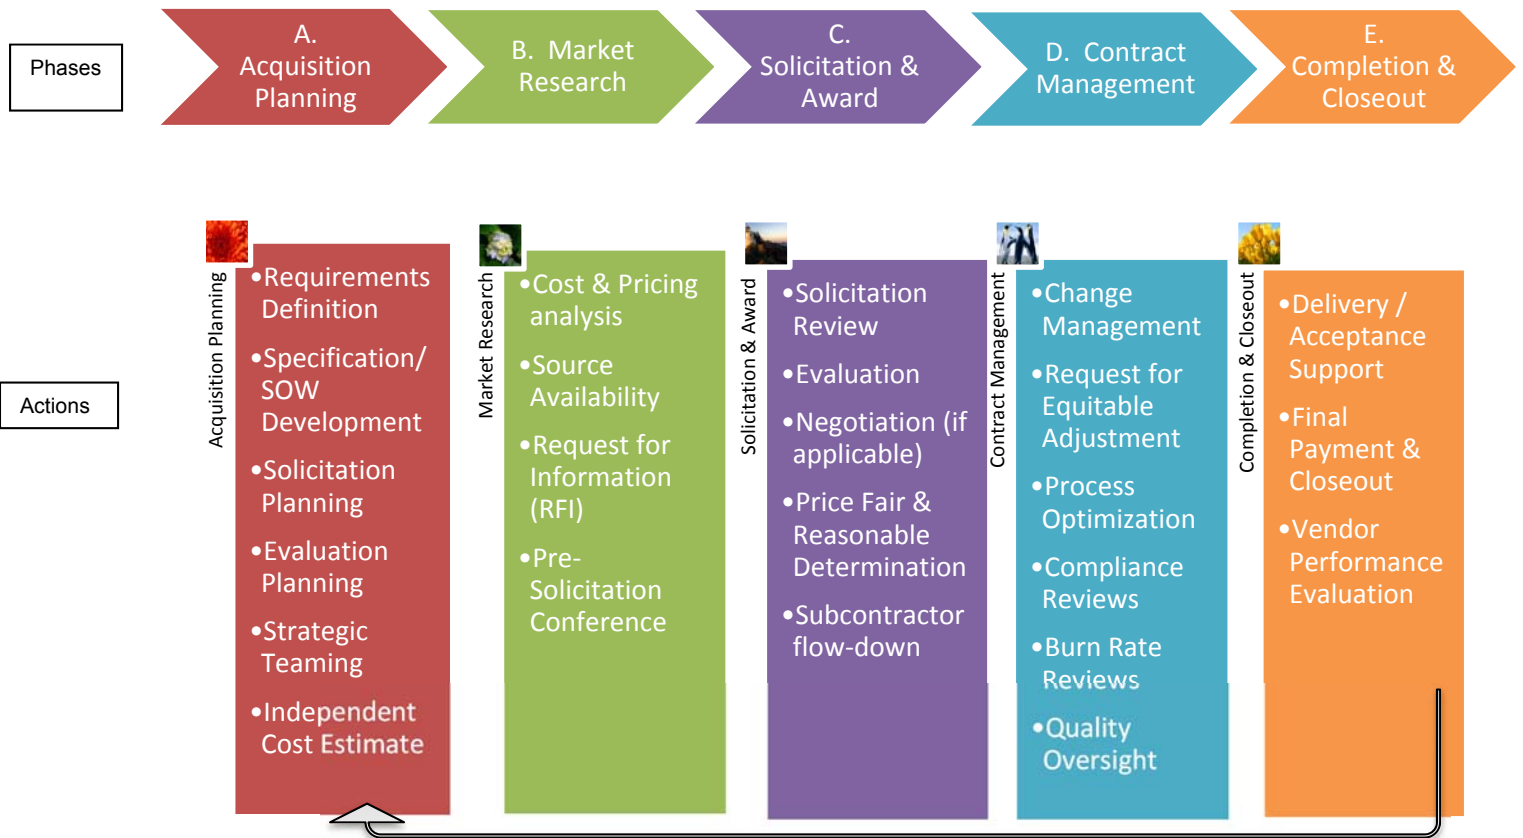 Phases
A.
Acquisition
Planning
B.  Market
Research
C.
Solicitation &
Award
D.  Contract
Management
E.
Completion &
Closeout
Actions
Acquisition Planning
•Requirements
Definition
•Specification/
SOW
Development
•Solicitation
Planning
•Evaluation
Planning
•Strategic
Teaming
•Independent
Cost Estimate
Market Research
•Cost & Pricing
analysis
•Source
Availability
•Request for
Information
(RFI)
•Pre-
Solicitation
Conference
Solicitation & Award
•Solicitation
Review
•Evaluation
•Negotiation (if
applicable)
•Price Fair &
Reasonable
Determination
•Subcontractor
flow-down
Contract Management
•Change
Management
•Request for
Equitable
Adjustment
•Process
Optimization
•Compliance
Reviews
•Burn Rate
Reviews
•Quality
Oversight
Completion & Closeout
•Delivery /
Acceptance
Support
•Final
Payment &
Closeout
•Vendor
Performance
Evaluation